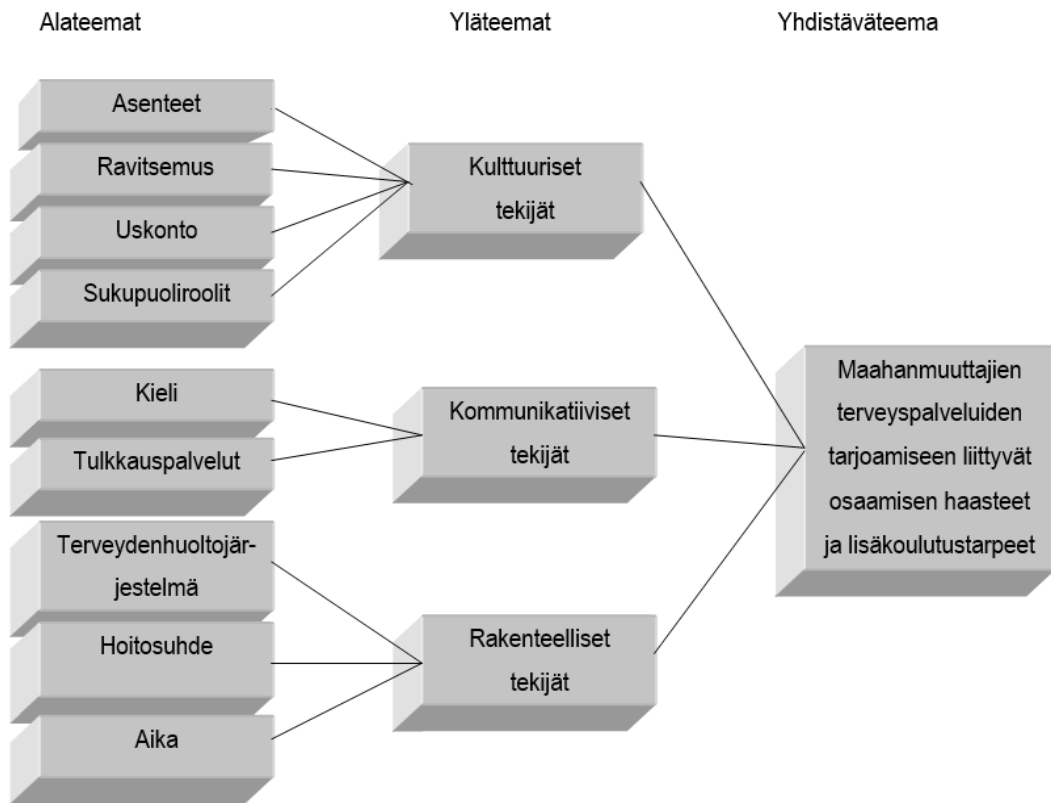 Alateemat
Yläteemat
Yhdistäväteema
Asenteet
Ravitsemus
Uskonto
Sukupuoliroolit
Kulttuuriset
tekijät
Kieli
Tulkkauspalvelut
Kommunikatiiviset
tekijät
Terveydenhuoltojär-
jestelmä
Hoitosuhde
Aika
Rakenteelliset
tekijät
Maahanmuuttajien
terveyspalveluiden
tarjoamiseen liittyvät
osaamisen haasteet
ja lisäkoulutustarpeet